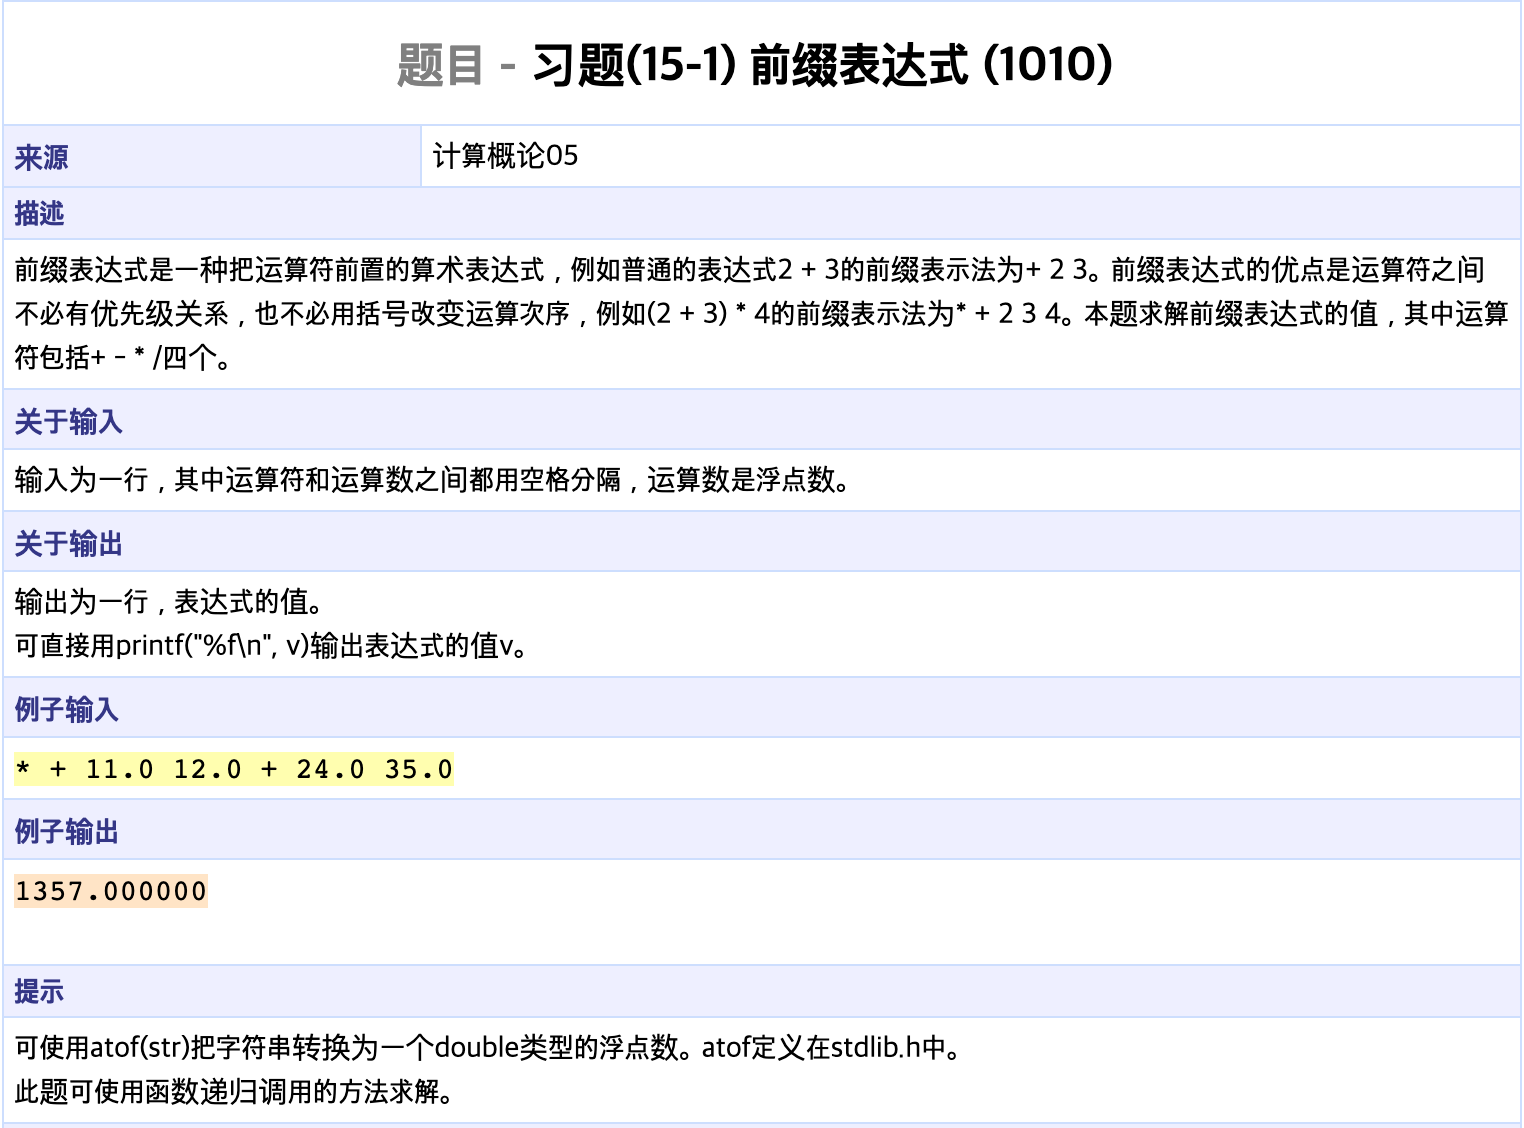 题目 - 习题(15-1) 前缀表达式 (1010)
来源
计算概论05
描述
前缀表达式是一种把运算符前置的算术表达式，例如普通的表达式2 + 3的前缀表示法为+ 2 3。前缀表达式的优点是运算符之间
不必有优先级关系，也不必用括号改变运算次序，例如(2 + 3) * 4的前缀表示法为* + 2 3 4。本题求解前缀表达式的值，其中运算
符包括+ - * /四个。
关于输入
输入为一行，其中运算符和运算数之间都用空格分隔，运算数是浮点数。
关于输出
输出为一行，表达式的值。
可直接用printf("%f\n", v)输出表达式的值v。
例子输入
* + 11.0 12.0 + 24.0 35.0
例子输出
1357.000000
提示
可使用atof(str)把字符串转换为一个double类型的浮点数。atof定义在stdlib.h中。
此题可使用函数递归调用的方法求解。